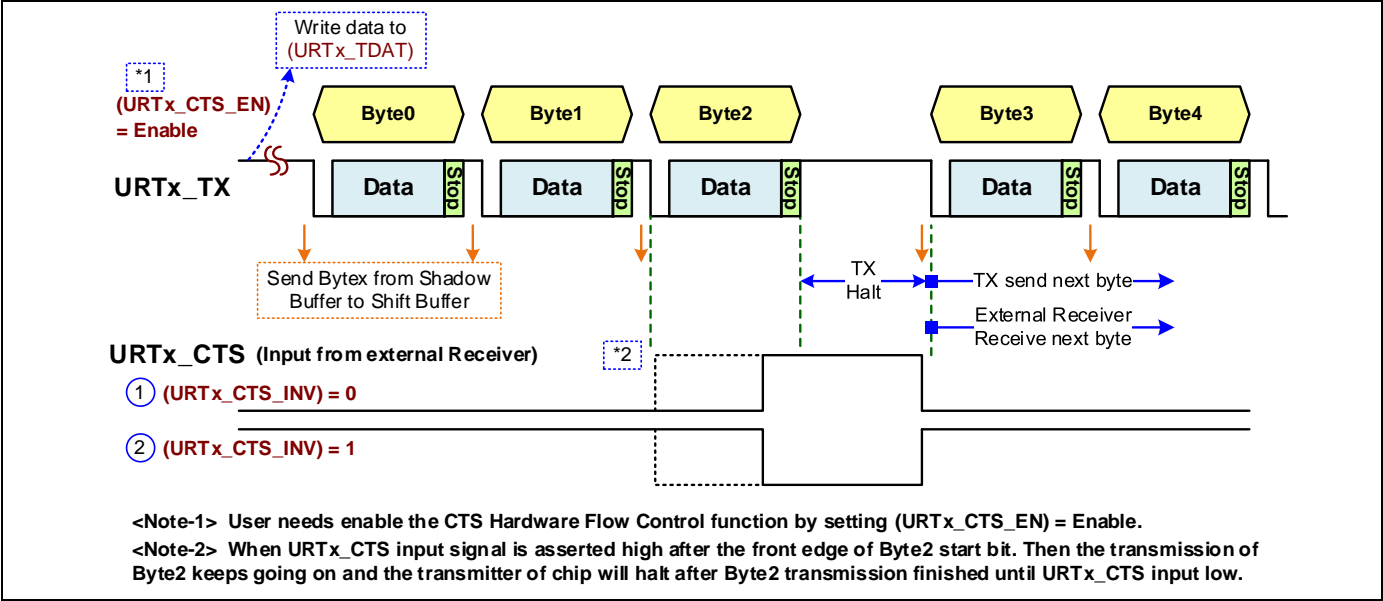 Write data to
(URTx_TDAT)
*1
(URTx_CTS_EN)
= Enable
Byte0
Byte1
Byte2
Byte3
Byte4
URTx_TX
Data
Stop
Data
Stop
Data
Stop
Data
Stop
Data
Stop
Send Bytex from Shadow
Buffer to Shift Buffer
TX
Halt
TX send next byte
External Receiver
Receive next byte
URTx_CTS (Input from external Receiver)
*2
1 (URTx_CTS_INV) = 0
2 (URTx_CTS_INV) = 1
<Note-1> User needs enable the CTS Hardware Flow Control function by setting (URTx_CTS_EN) = Enable.
<Note-2> When URTx_CTS input signal is asserted high after the front edge of Byte2 start bit. Then the transmission of
Byte2 keeps going on and the transmitter of chip will halt after Byte2 transmission finished until URTx_CTS input low.